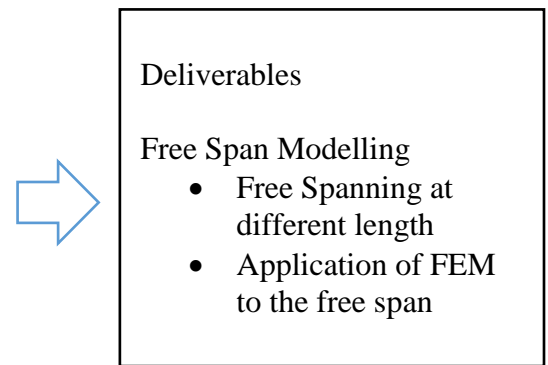 Deliverables
Free Span Modelling
• Free Spanning at
different length
• Application of FEM
to the free span